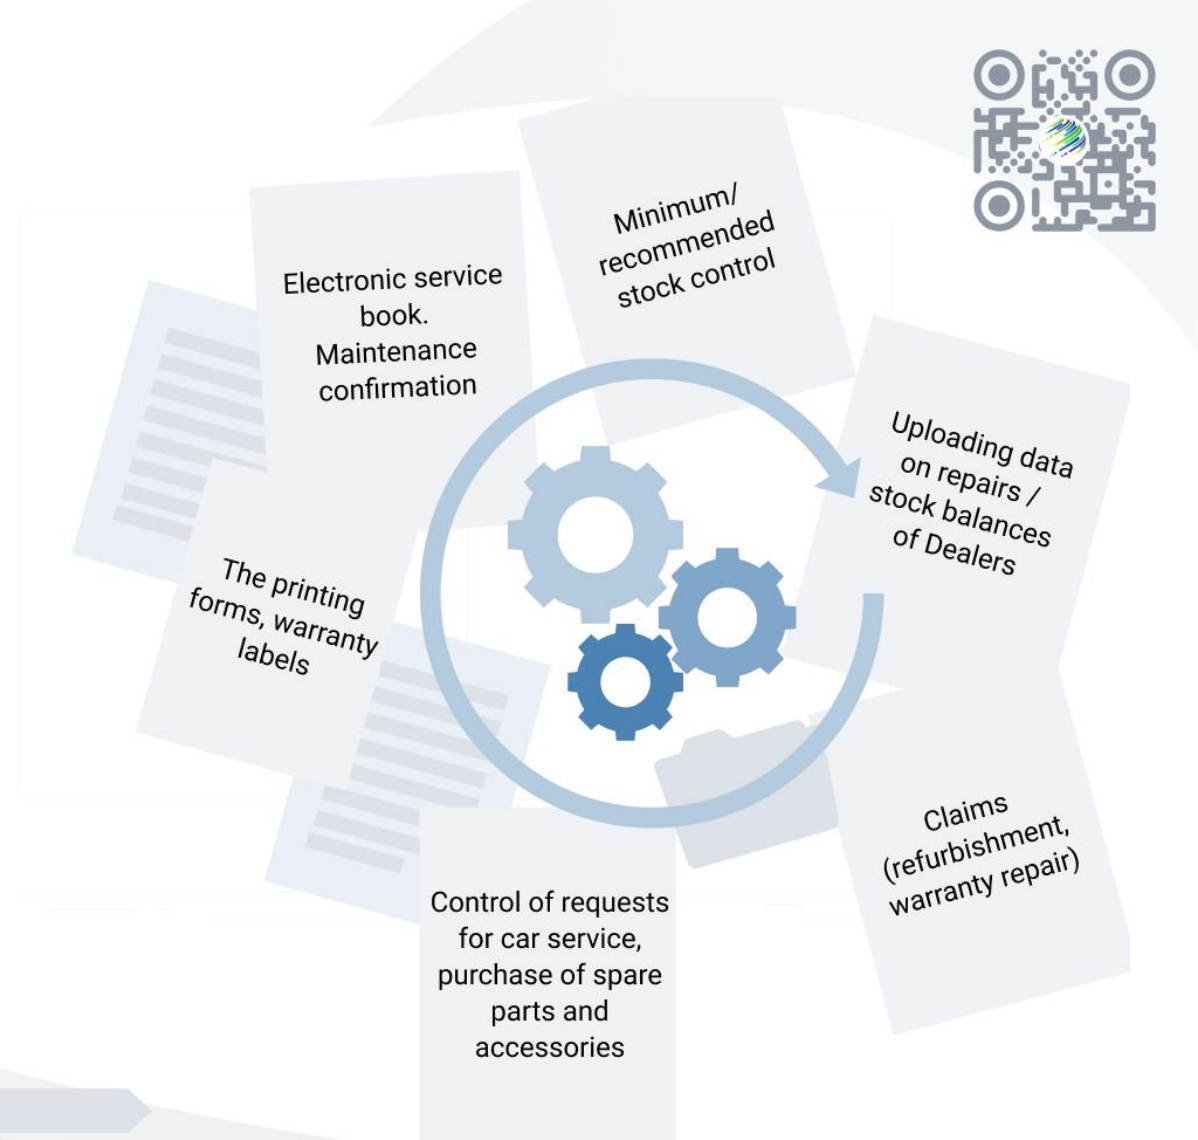 Minimum/
recommended
stock control
Electronic service
book.
Maintenance
confirmation
Uploading data
on repairs /
stock balances
of Dealers
The printing
forms, warranty
labels
Claims
(refurbishment,
warranty repair)
Control of requests
for car service,
purchase of spare
parts and
accessories